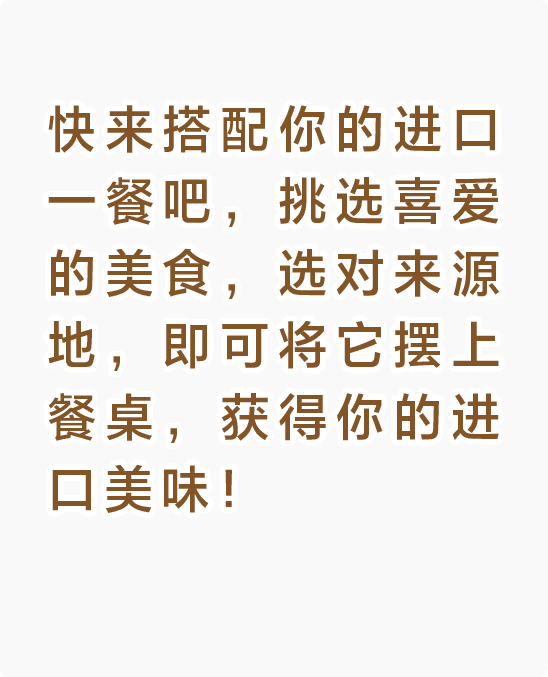 快来搭配你的进口
一餐吧，挑选喜爱
的美食，选对来源
地，即可将它摆上
餐桌，获得你的进
口美味！